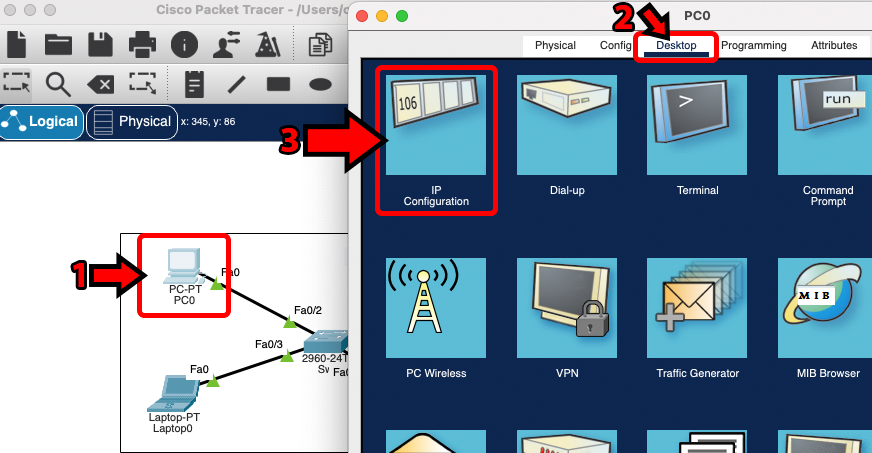 Cisco Packet Tracer - /Users/c
PC0
2
Physical
Config
Desktop
Programming
Attributes
Logical
Physical
x: 345, y: 86
3
106
>
run
IP
Configuration
Dial-up
Terminal
Command
Prompt
1
Fa0
PC-PT
PC0
Fa0/2
Fa0/3
2960-24T
Sw
Fa0
Fa0
Laptop-PT
Laptop0
MIB
PC Wireless
VPN
Traffic Generator
MIB Browser